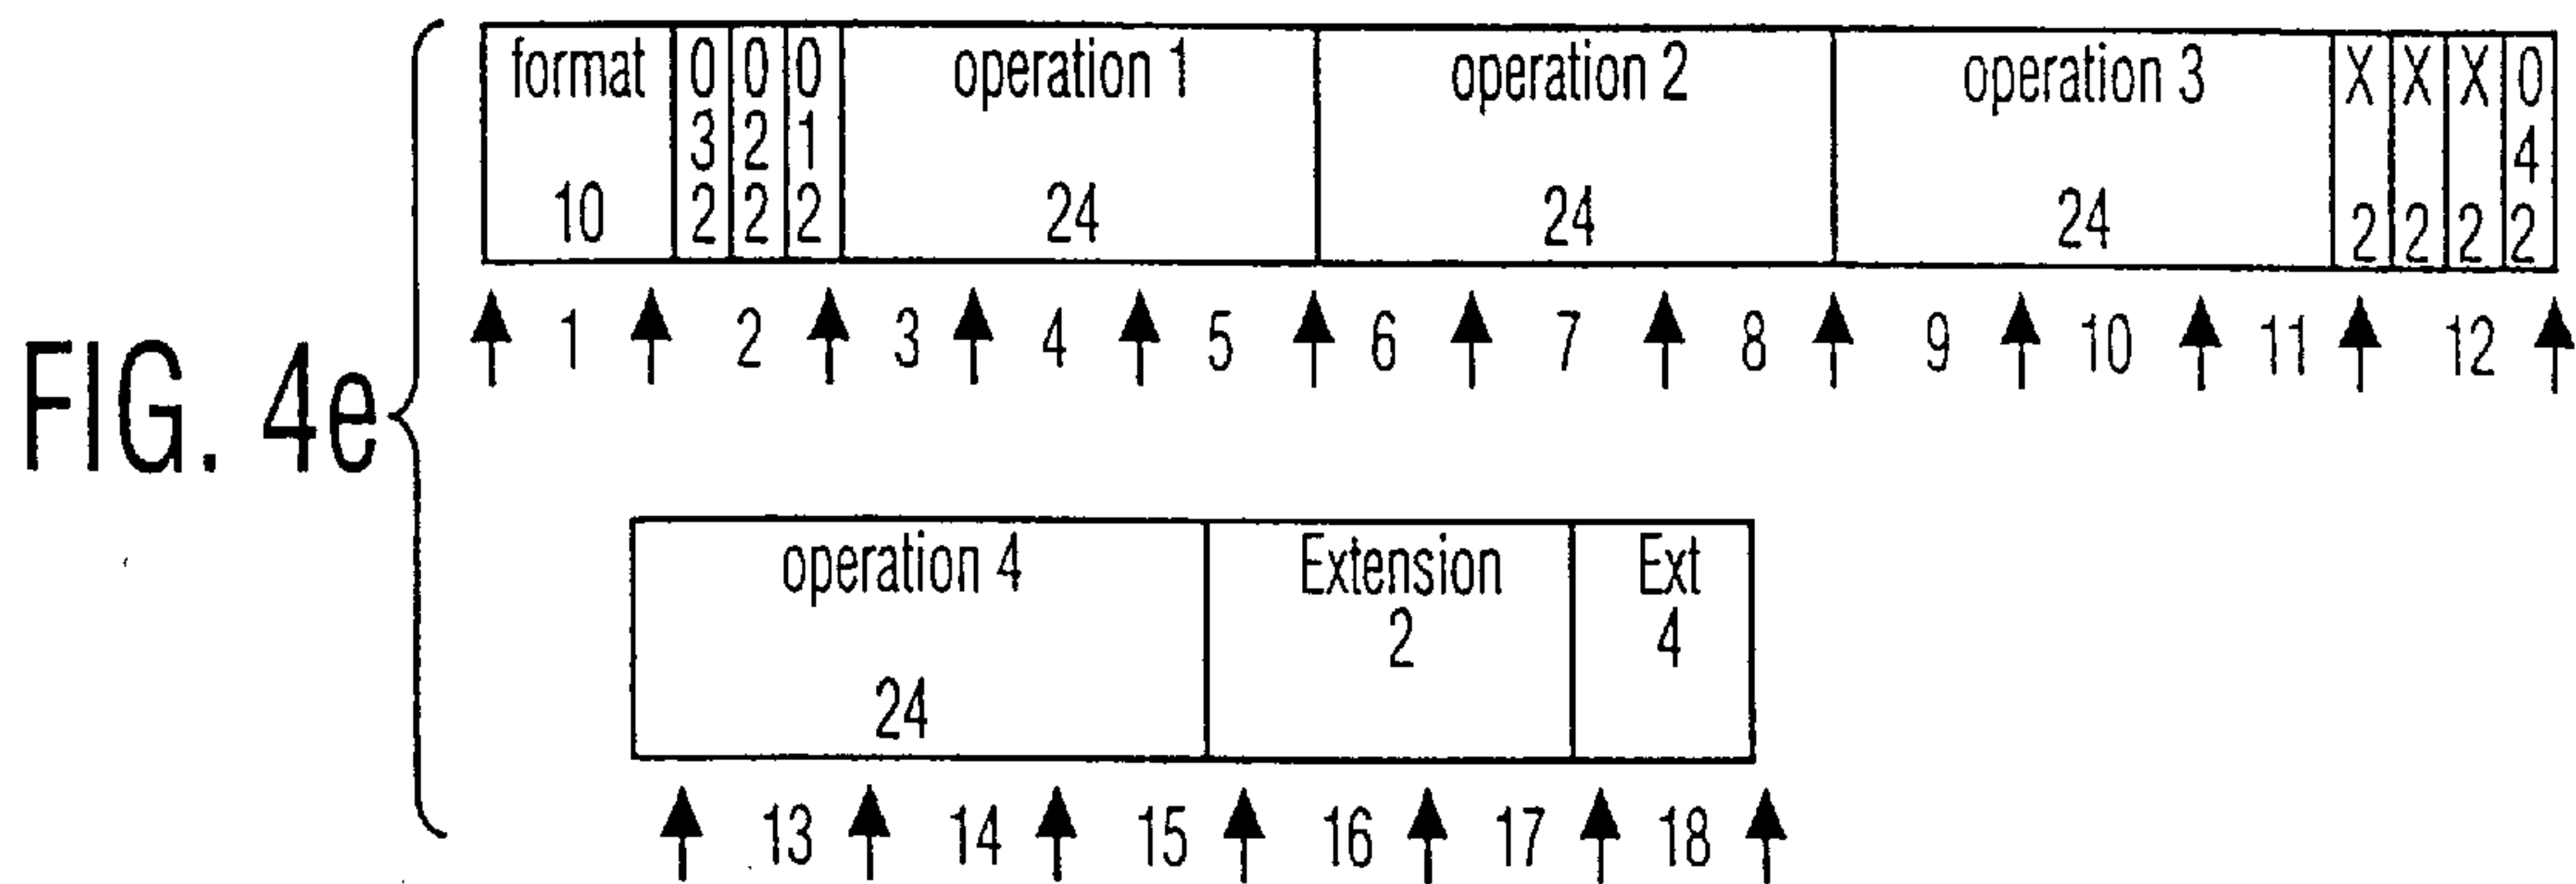 FIG. 4e
format 0 0 0 operation 1 operation 2 operation 3 X X X 0
3 2 1 4
10 2 2 2 24 24 24 2 2 2 2
1 2 3 4 5 6 7 8 9 10 11 12
operation 4 Extension Ext
2 4
24
13 14 15 16 17 18